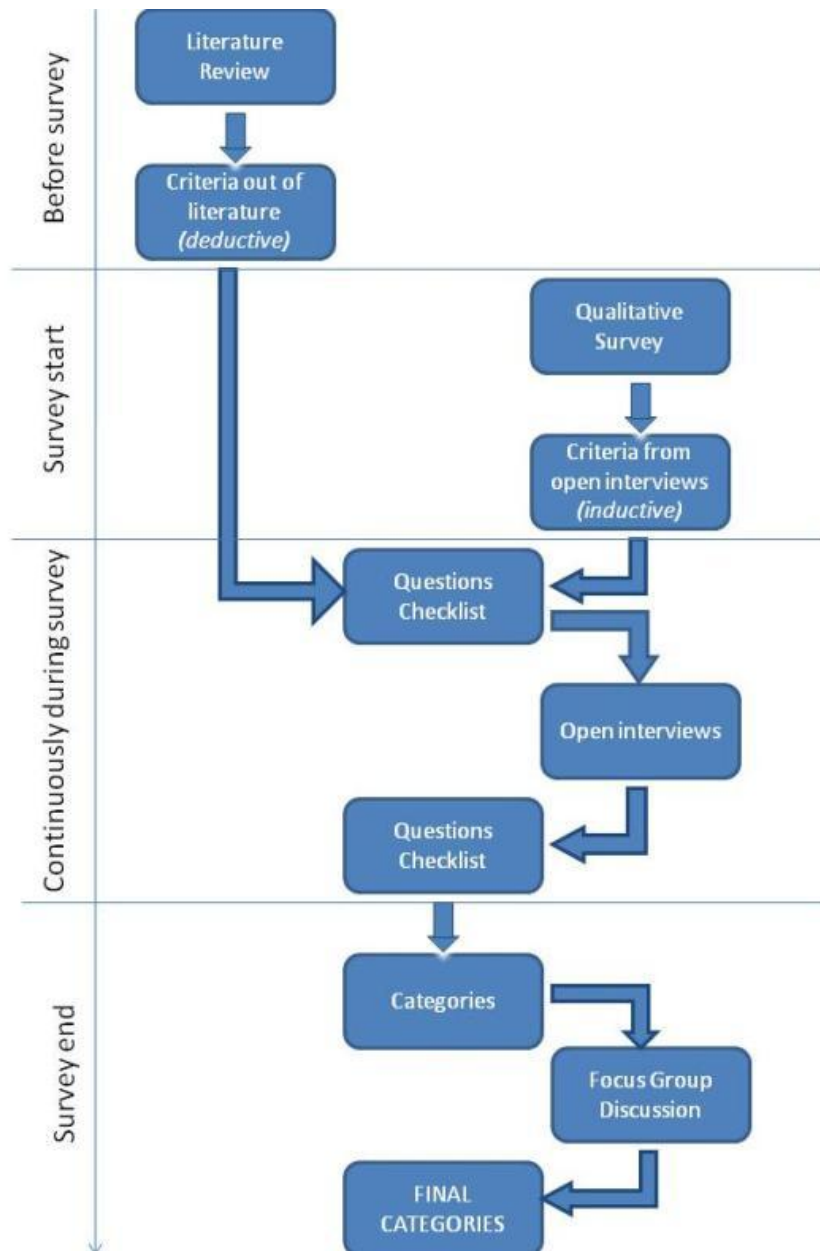 Before survey
Literature
Review
Criteria out of
literature
(deductive)
Survey start
Qualitative
Survey
Criteria from
open interviews
(inductive)
Continuously during survey
Questions
Checklist
Open interviews
Questions
Checklist
Survey end
Categories
Focus Group
Discussion
FINAL
CATEGORIES